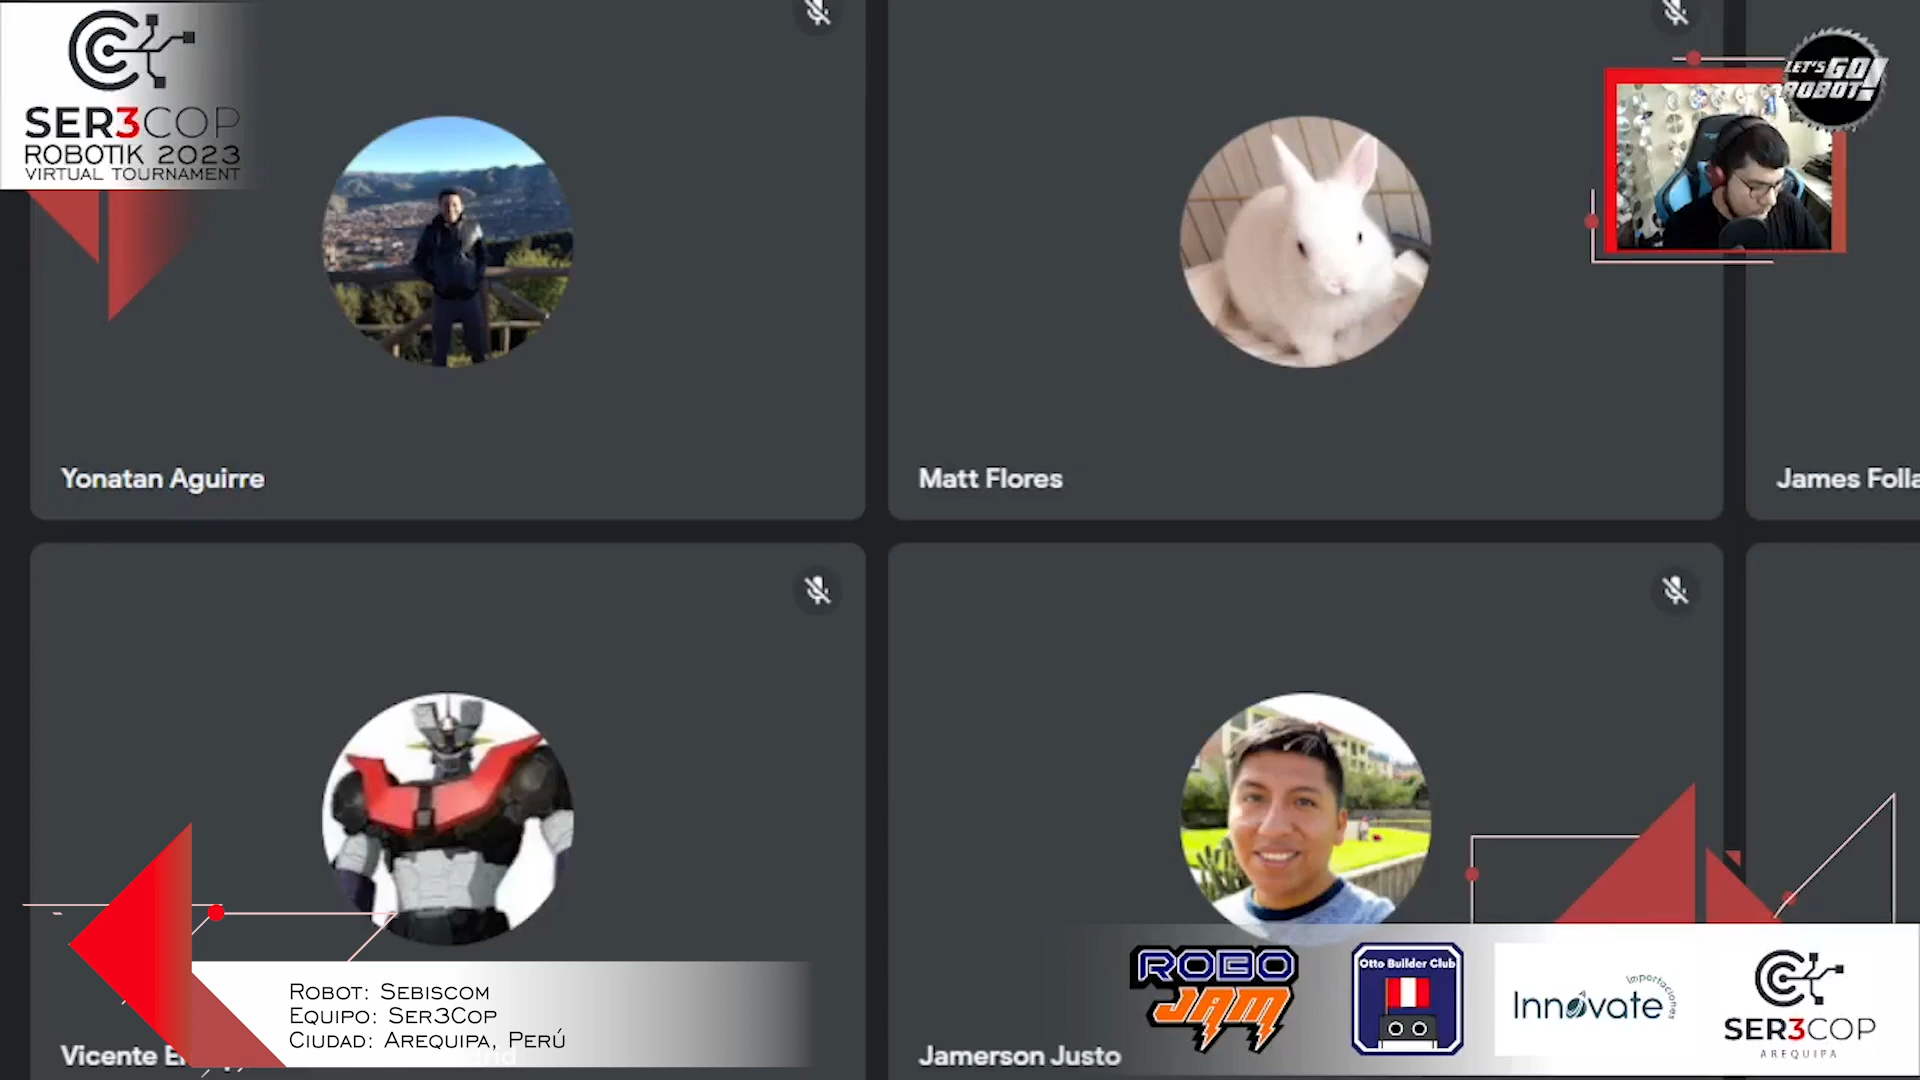 SER3COP
ROBOTIK 2023
VIRTUAL TOURNAMENT
LET'S GO
ROBOT!
Yonatan Aguirre
Matt Flores
James Folla
Robot: Sebiscom
Equipo: Ser3Cop
Ciudad: Arequipa, Perú
Vicente E
Jamerson Justo
ROBO
JAM
Otto Builder Club
Innovate
Importaciones
SER3COP
AREQUIPA